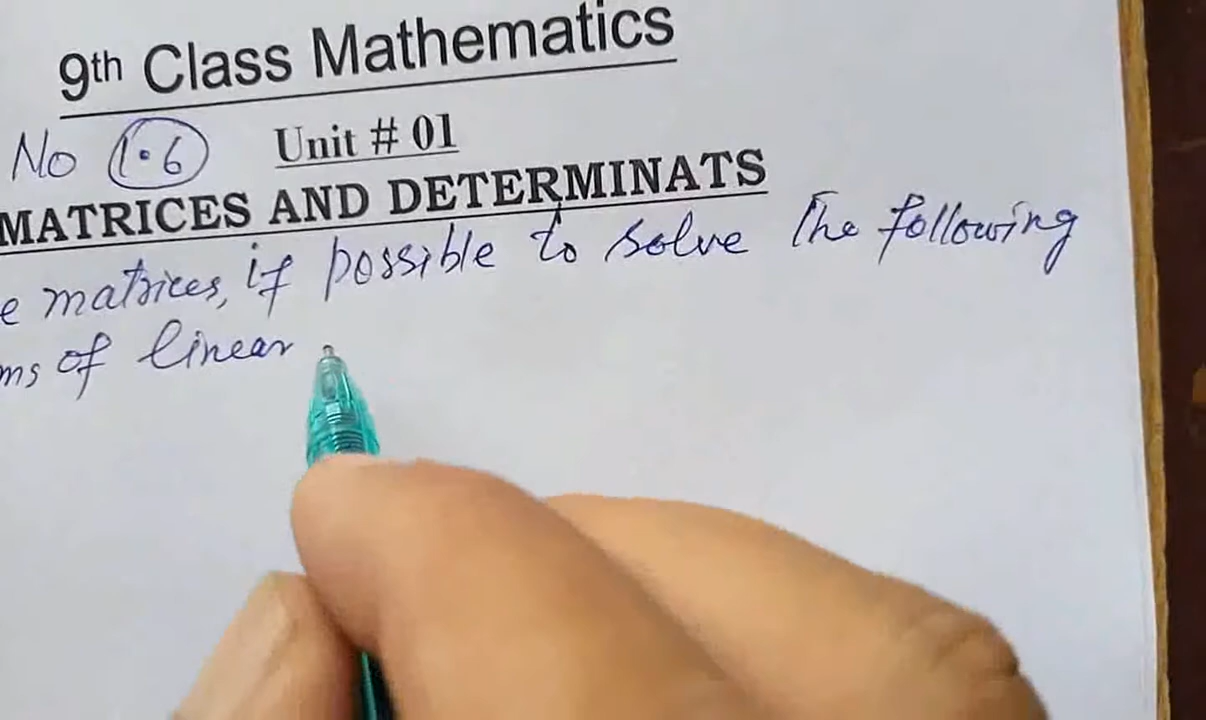 9th Class Mathematics
No 1.6 Unit # 01
MATRICES AND DETERMINATS
e matrices, if possible to solve the following
ms of linear